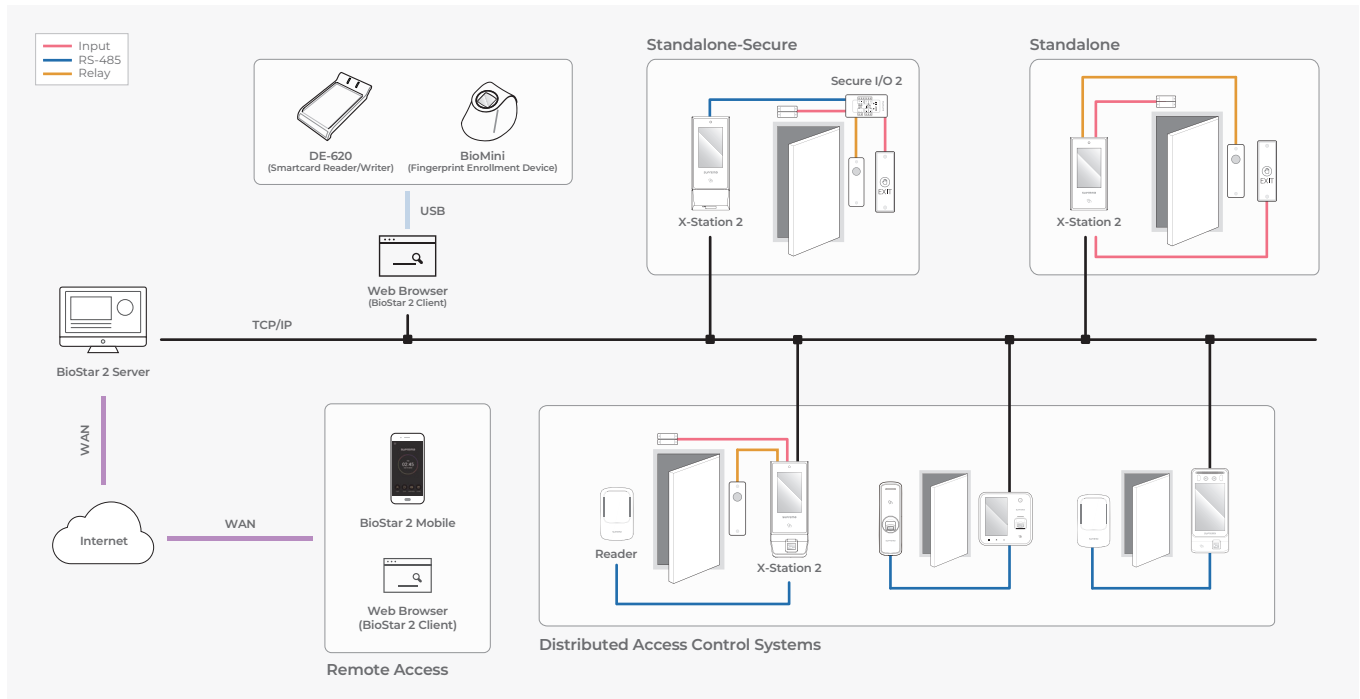 Input
RS-485
Relay
DE-620
(Smartcard Reader/Writer)
BioMini
(Fingerprint Enrollment Device)
USB
Web Browser
(BioStar 2 Client)
TCP/IP
BioStar 2 Server
WAN
Internet
WAN
BioStar 2 Mobile
Web Browser
(BioStar 2 Client)
Remote Access
Standalone-Secure
Secure I/O 2
EXIT
X-Station 2
Standalone
EXIT
X-Station 2
Reader
X-Station 2
Distributed Access Control Systems